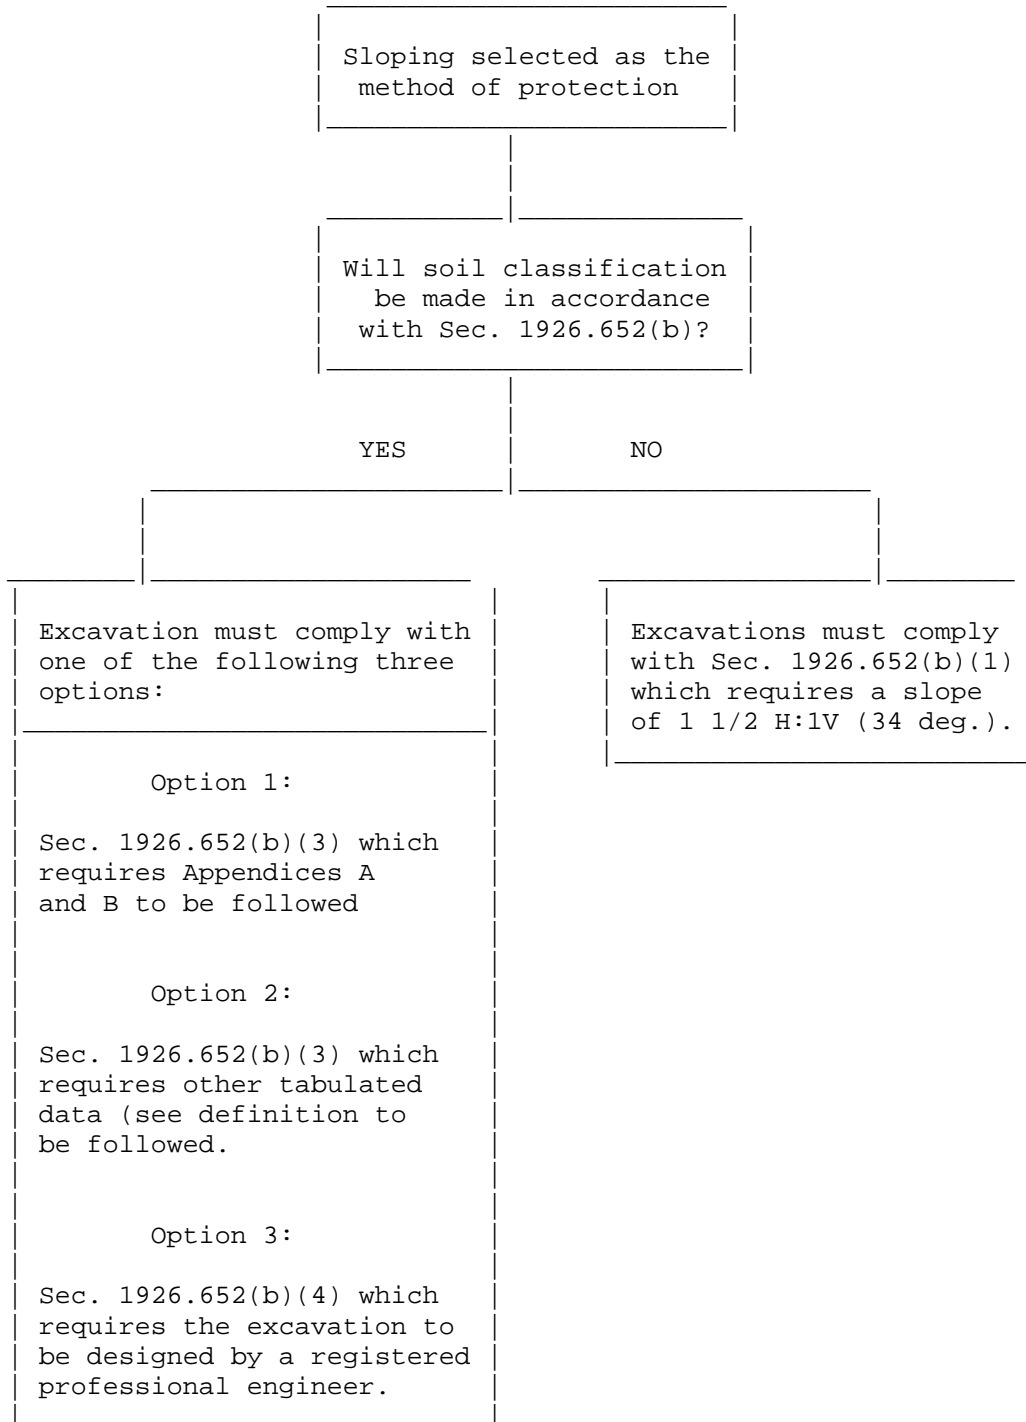 Sloping selected as the
method of protection
Will soil classification
be made in accordance
with Sec. 1926.652(b)?
YES
NO
Excavation must comply with
one of the following three
options:
Option 1:
Sec. 1926.652(b)(3) which
requires Appendices A
and B to be followed
Option 2:
Sec. 1926.652(b)(3) which
requires other tabulated
data (see definition to
be followed.
Option 3:
Sec. 1926.652(b)(4) which
requires the excavation to
be designed by a registered
professional engineer.
Excavations must comply
with Sec. 1926.652(b)(1)
which requires a slope
of 1 1/2 H:1V (34 deg.).